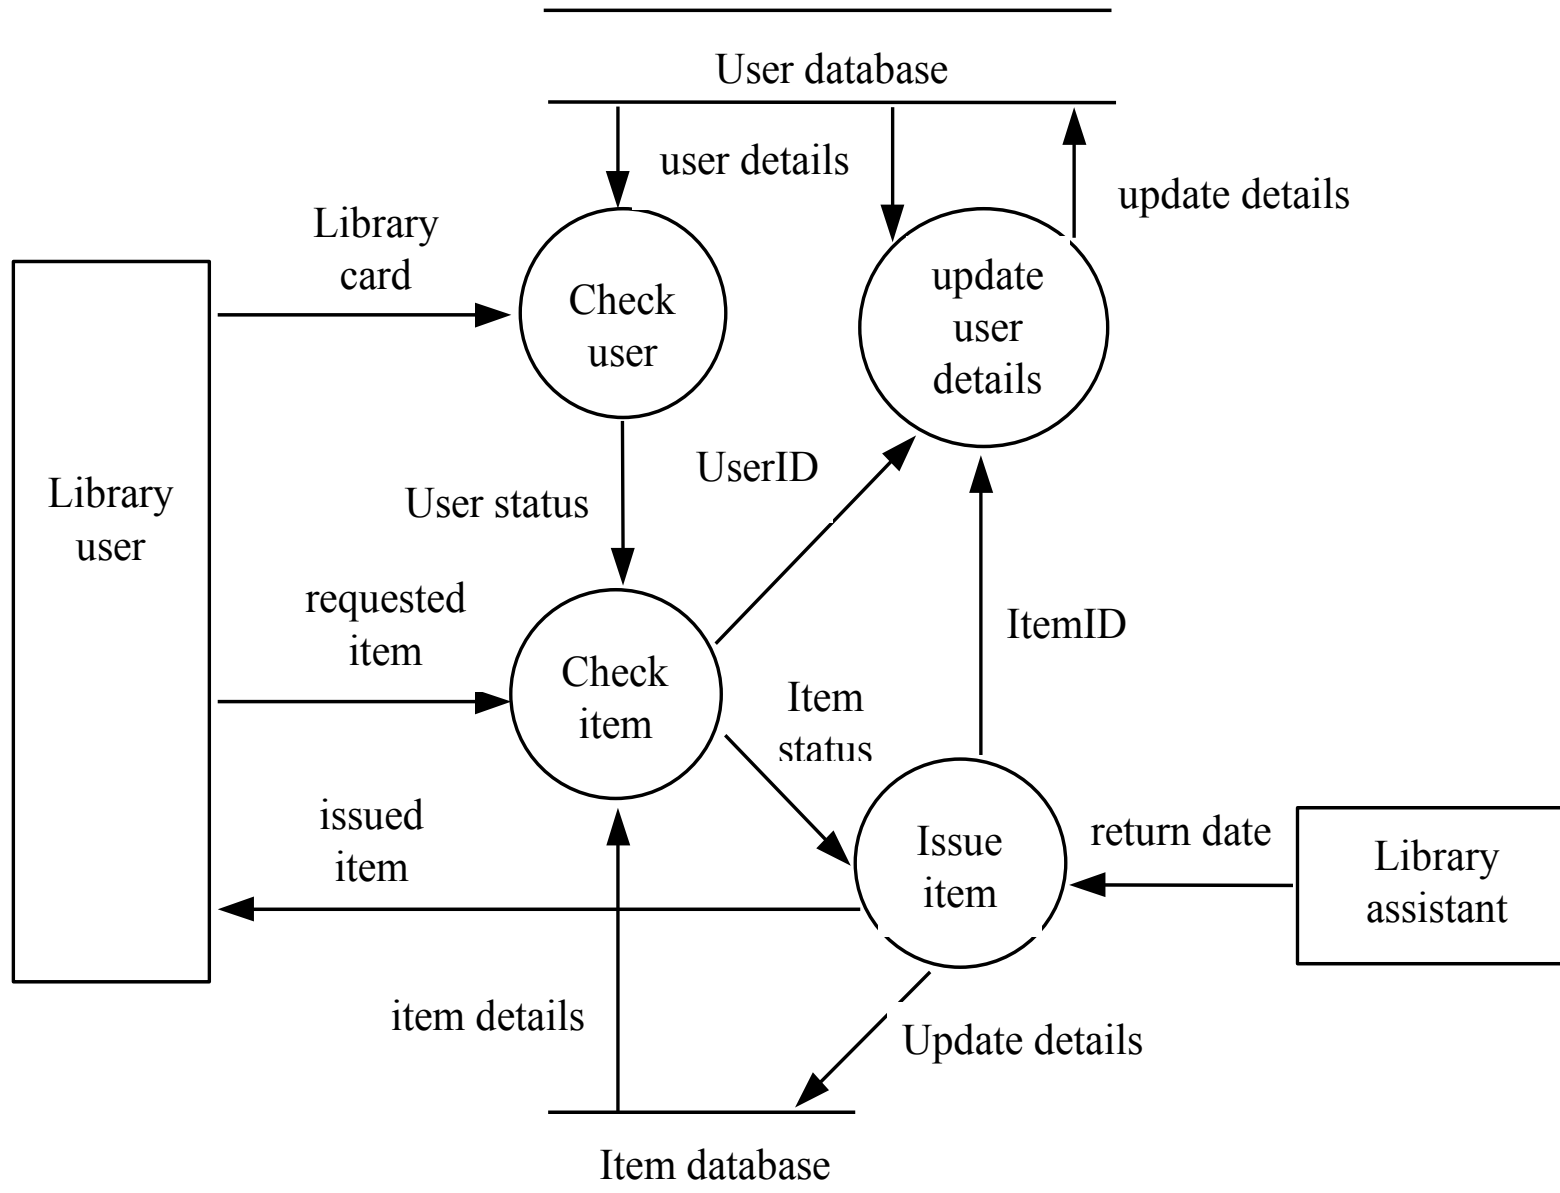 User database
user details
update details
Library
card
Check
user
update
user
details
Library
user
User status
UserID
requested
item
ItemID
Check
item
Item
status
issued
item
Issue
item
return date
Library
assistant
item details
Update details
Item database